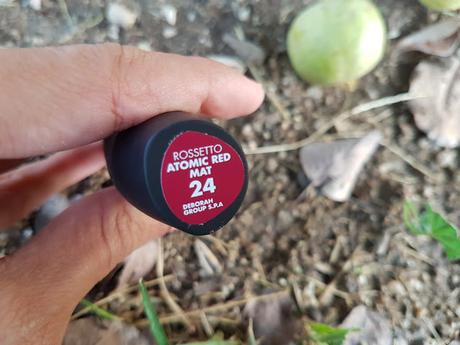 ROSSETTO
ATOMIC RED
MAT
24
DEBORAH
GROUP S.P.A